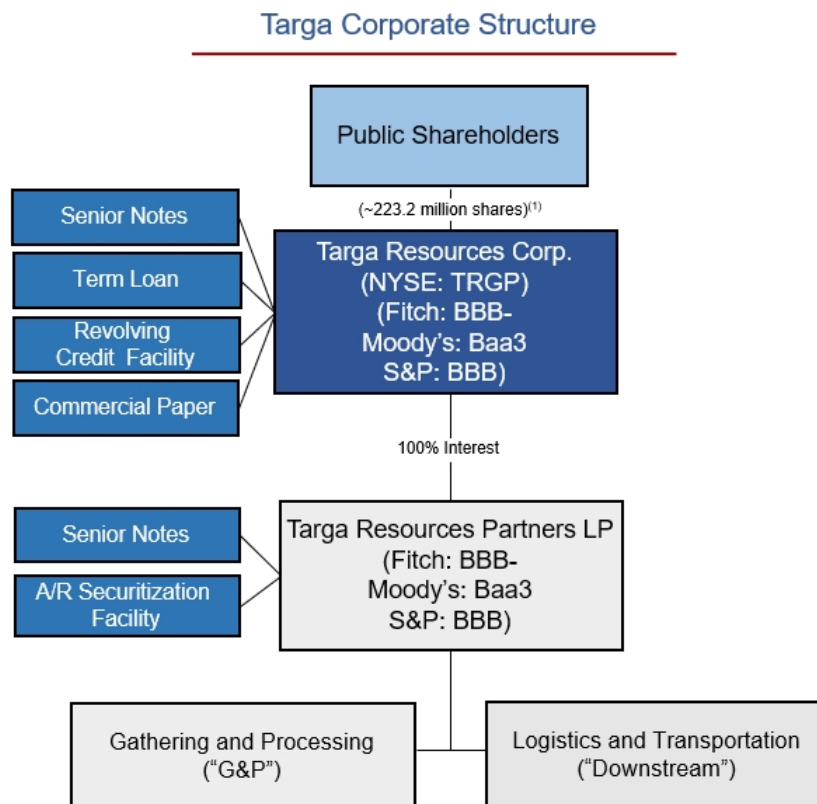 Targa Corporate Structure
Public Shareholders
(~223.2 million shares)(1)
Senior Notes
Term Loan
Revolving
Credit Facility
Commercial Paper
Targa Resources Corp.
(NYSE: TRGP)
(Fitch: BBB-
Moody's: Baa3
S&P: BBB)
100% Interest
Senior Notes
A/R Securitization
Facility
Targa Resources Partners LP
(Fitch: BBB-
Moody's: Baa3
S&P: BBB)
Gathering and Processing
("G&P")
Logistics and Transportation
("Downstream")